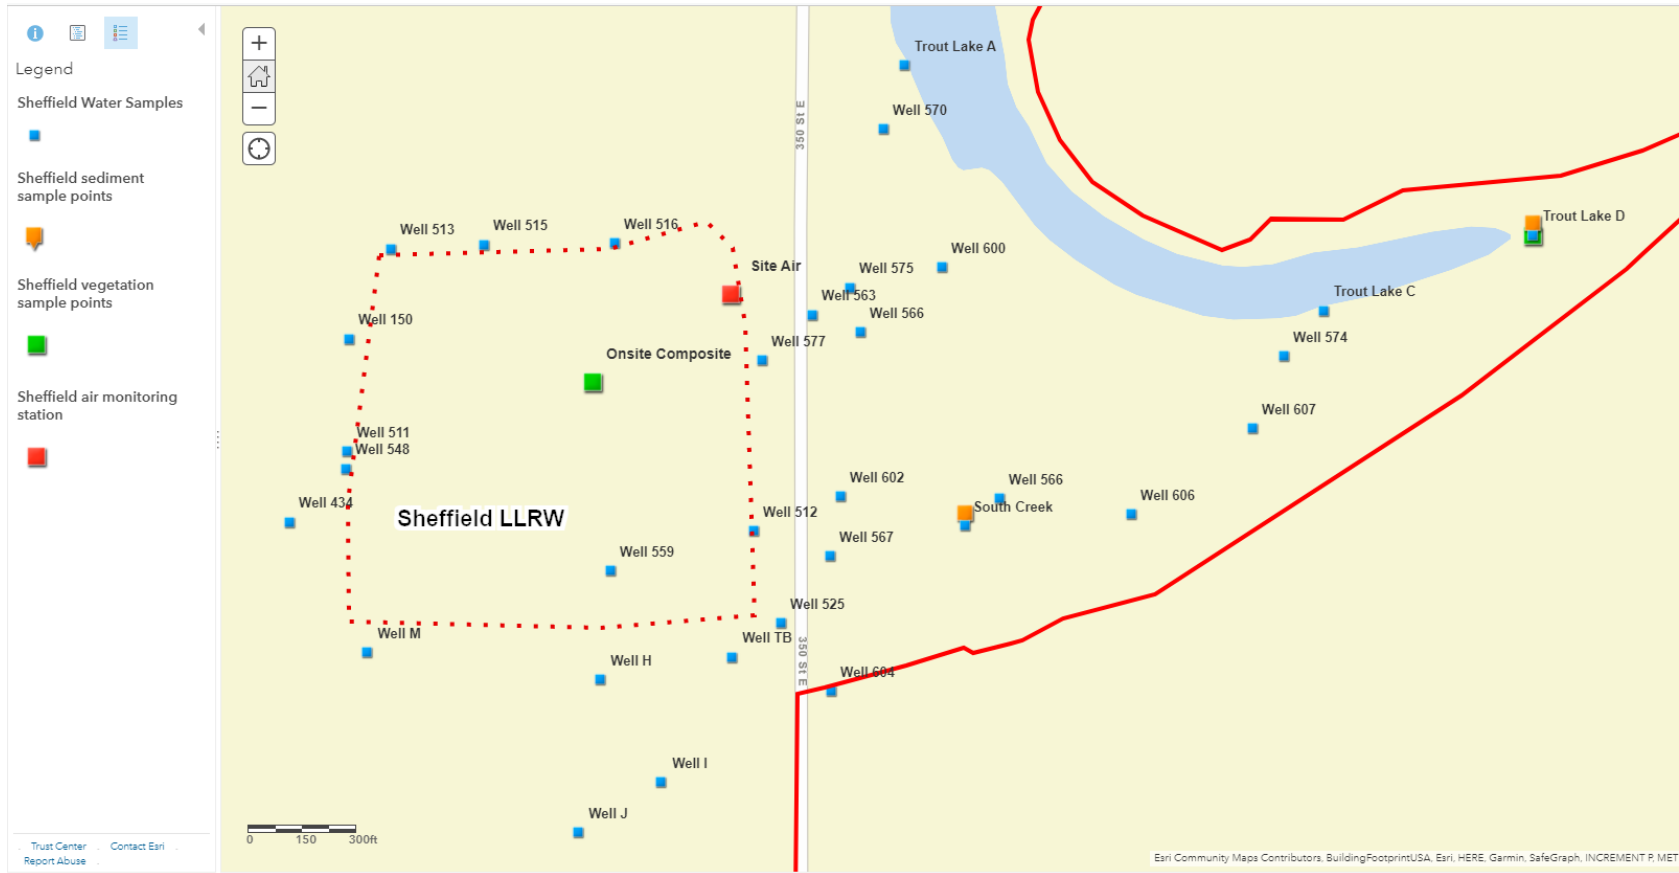 Legend
Sheffield Water Samples
Sheffield sediment
sample points
Sheffield vegetation
sample points
Sheffield air monitoring
station
Trust Center
Contact Esri
Report Abuse
+
−
Trout Lake A
Well 570
350 St E
Well 513
Well 515
Well 516
Trout Lake D
Site Air
Well 600
Well 575
Well 563
Trout Lake C
Well 566
Well 150
Well 577
Well 574
Onsite Composite
Well 607
Well 511
Well 548
Well 602
Well 566
Well 606
Well 434
South Creek
Sheffield LLRW
Well 512
Well 567
Well 559
Well 525
Well M
Well TB
350 St E
Well H
Well 604
Well I
Well J
0 150 300ft
Esri Community Maps Contributors, BuildingFootprintUSA, Esri, HERE, Garmin, SafeGraph, INCREMENT P, MET